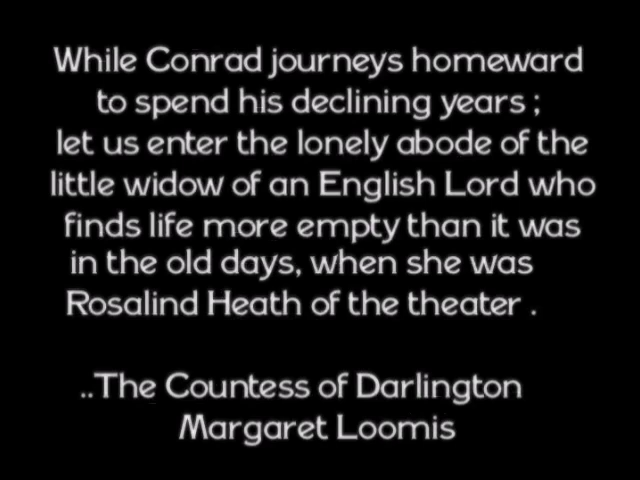 While Conrad journeys homeward
to spend his declining years ;
let us enter the lonely abode of the
little widow of an English Lord who
finds life more empty than it was
in the old days, when she was
Rosalind Heath of the theater .
..The Countess of Darlington
Margaret Loomis